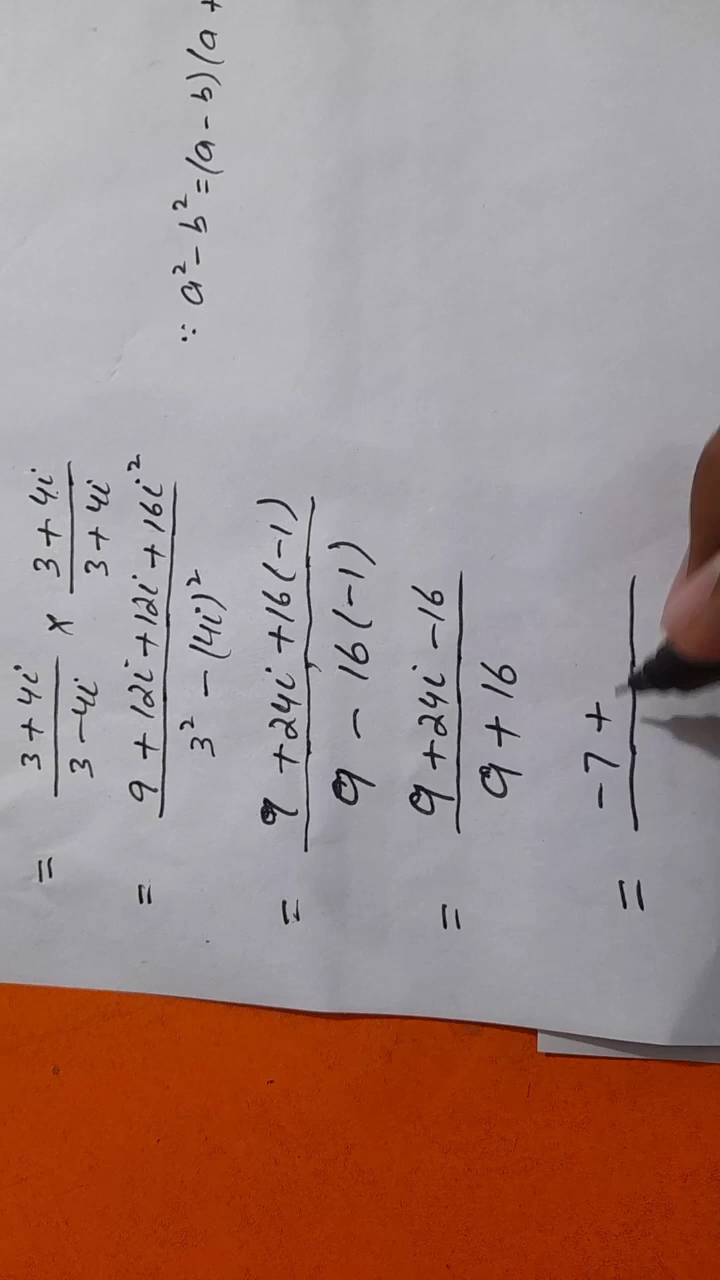 = 3 + 4i / 3 - 4i × 3 + 4i / 3 + 4i
= 9 + 12i + 12i + 16i² / 3² - (4i)²
∵ a² - b² = (a - b) (a +
= 9 + 24i + 16(-1) / 9 - 16(-1)
= 9 + 24i - 16 / 9 + 16
= -7 +